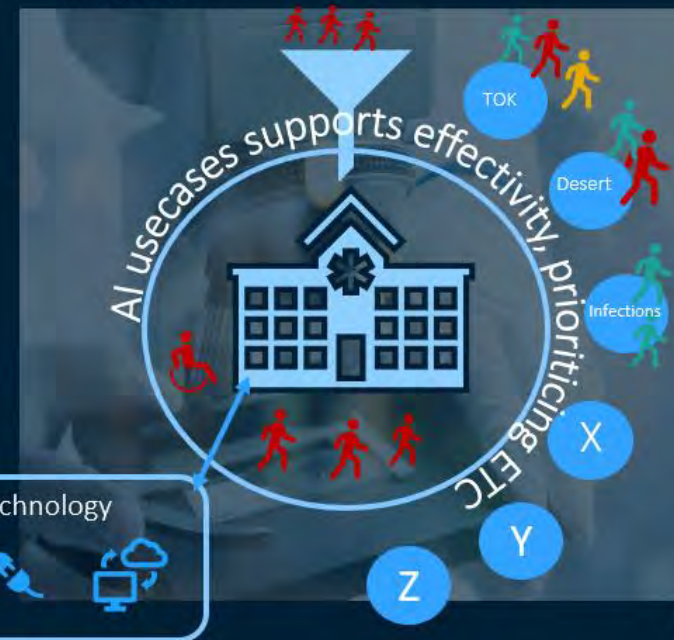 AI usecases supports effectivity, prioriticing ETC
TOK
Desert
Infections
X
Y
Z
chnology